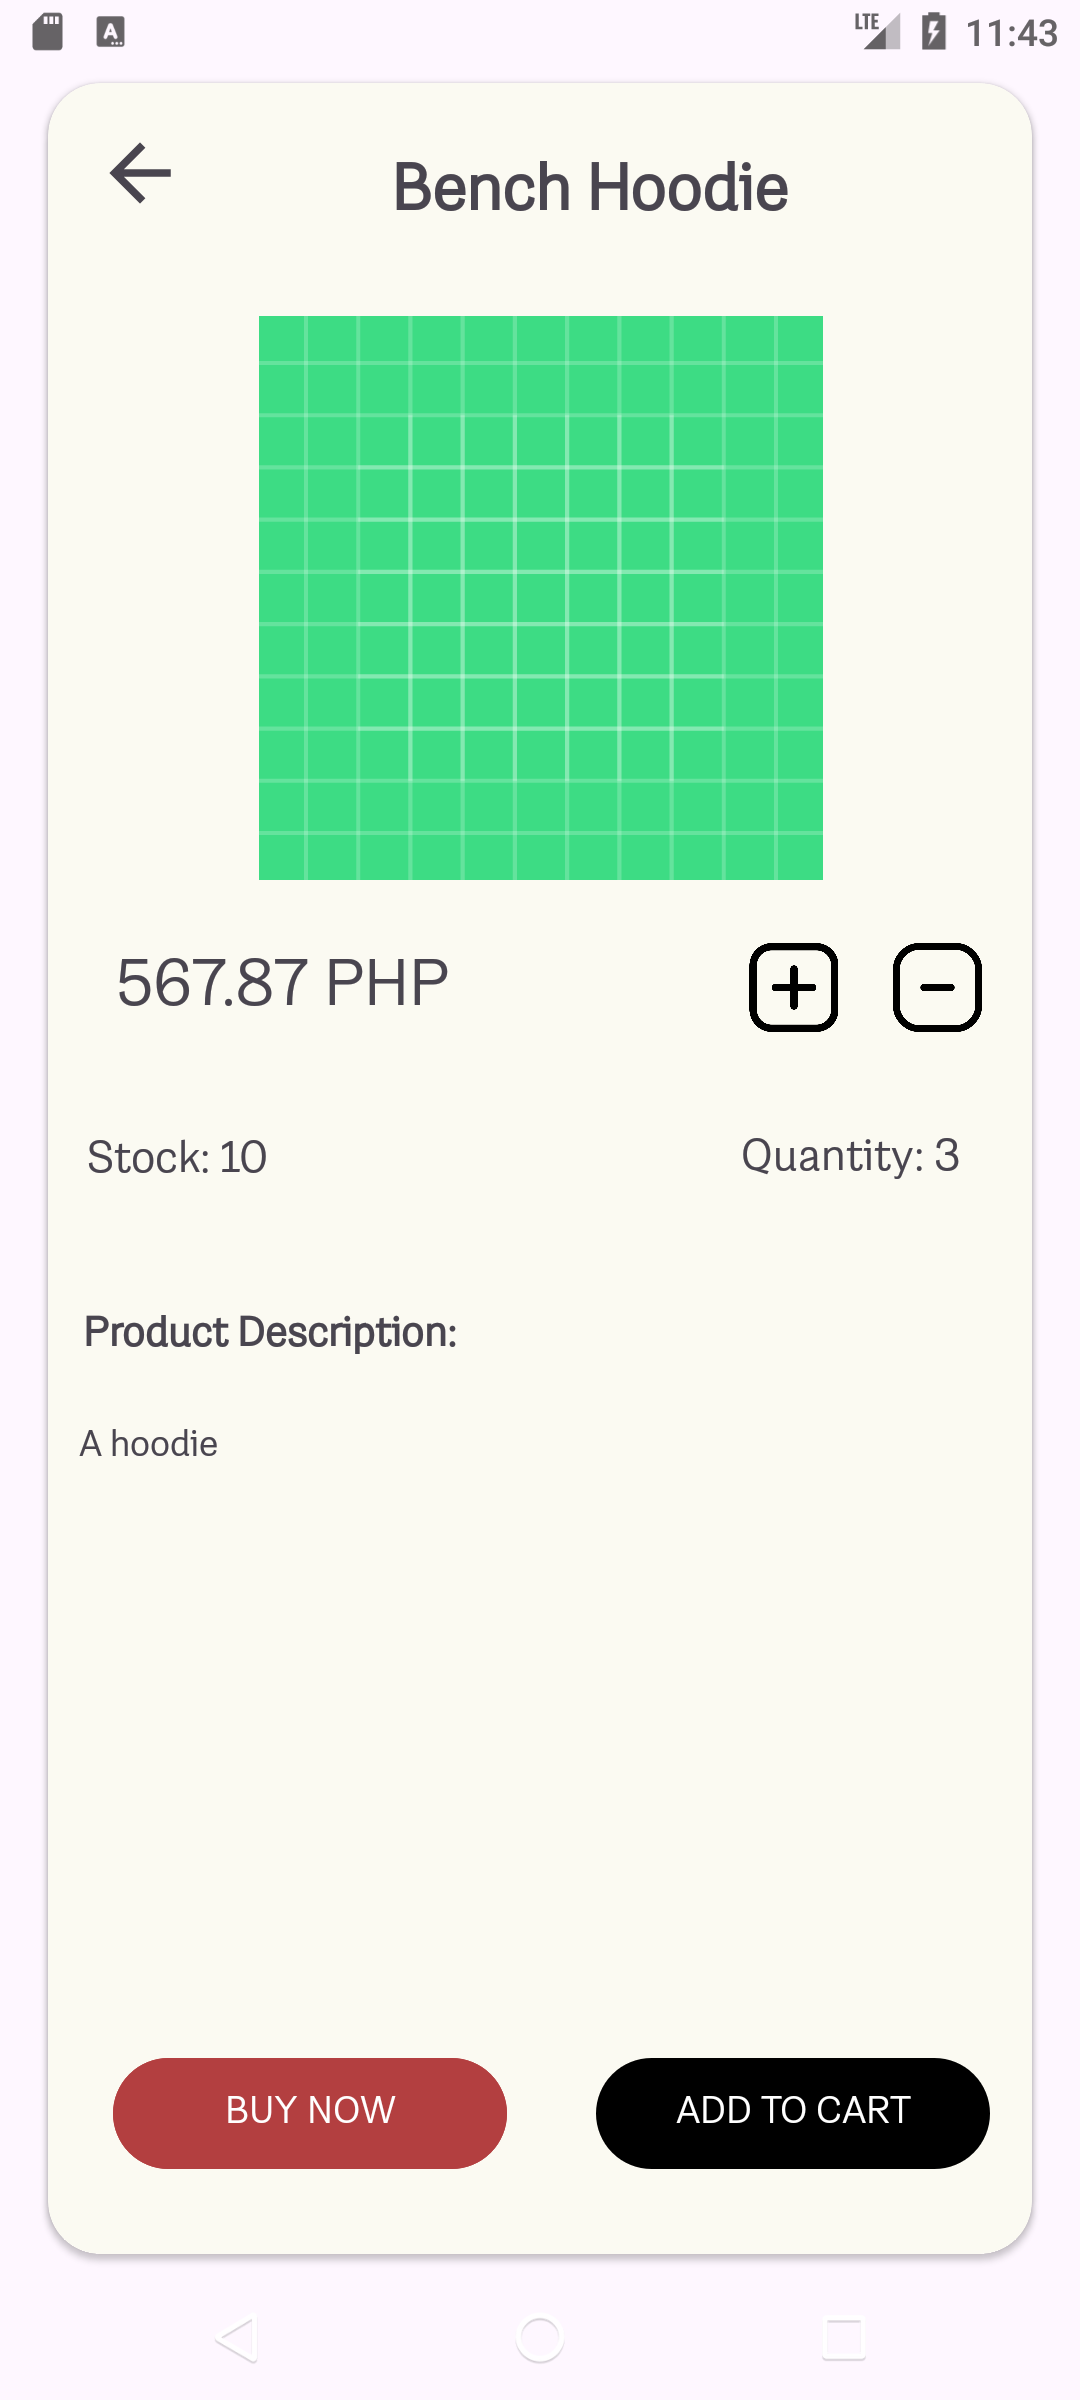 LTE 11:43
Bench Hoodie
567.87 PHP
Stock: 10
Quantity: 3
Product Description:
A hoodie
BUY NOW
ADD TO CART